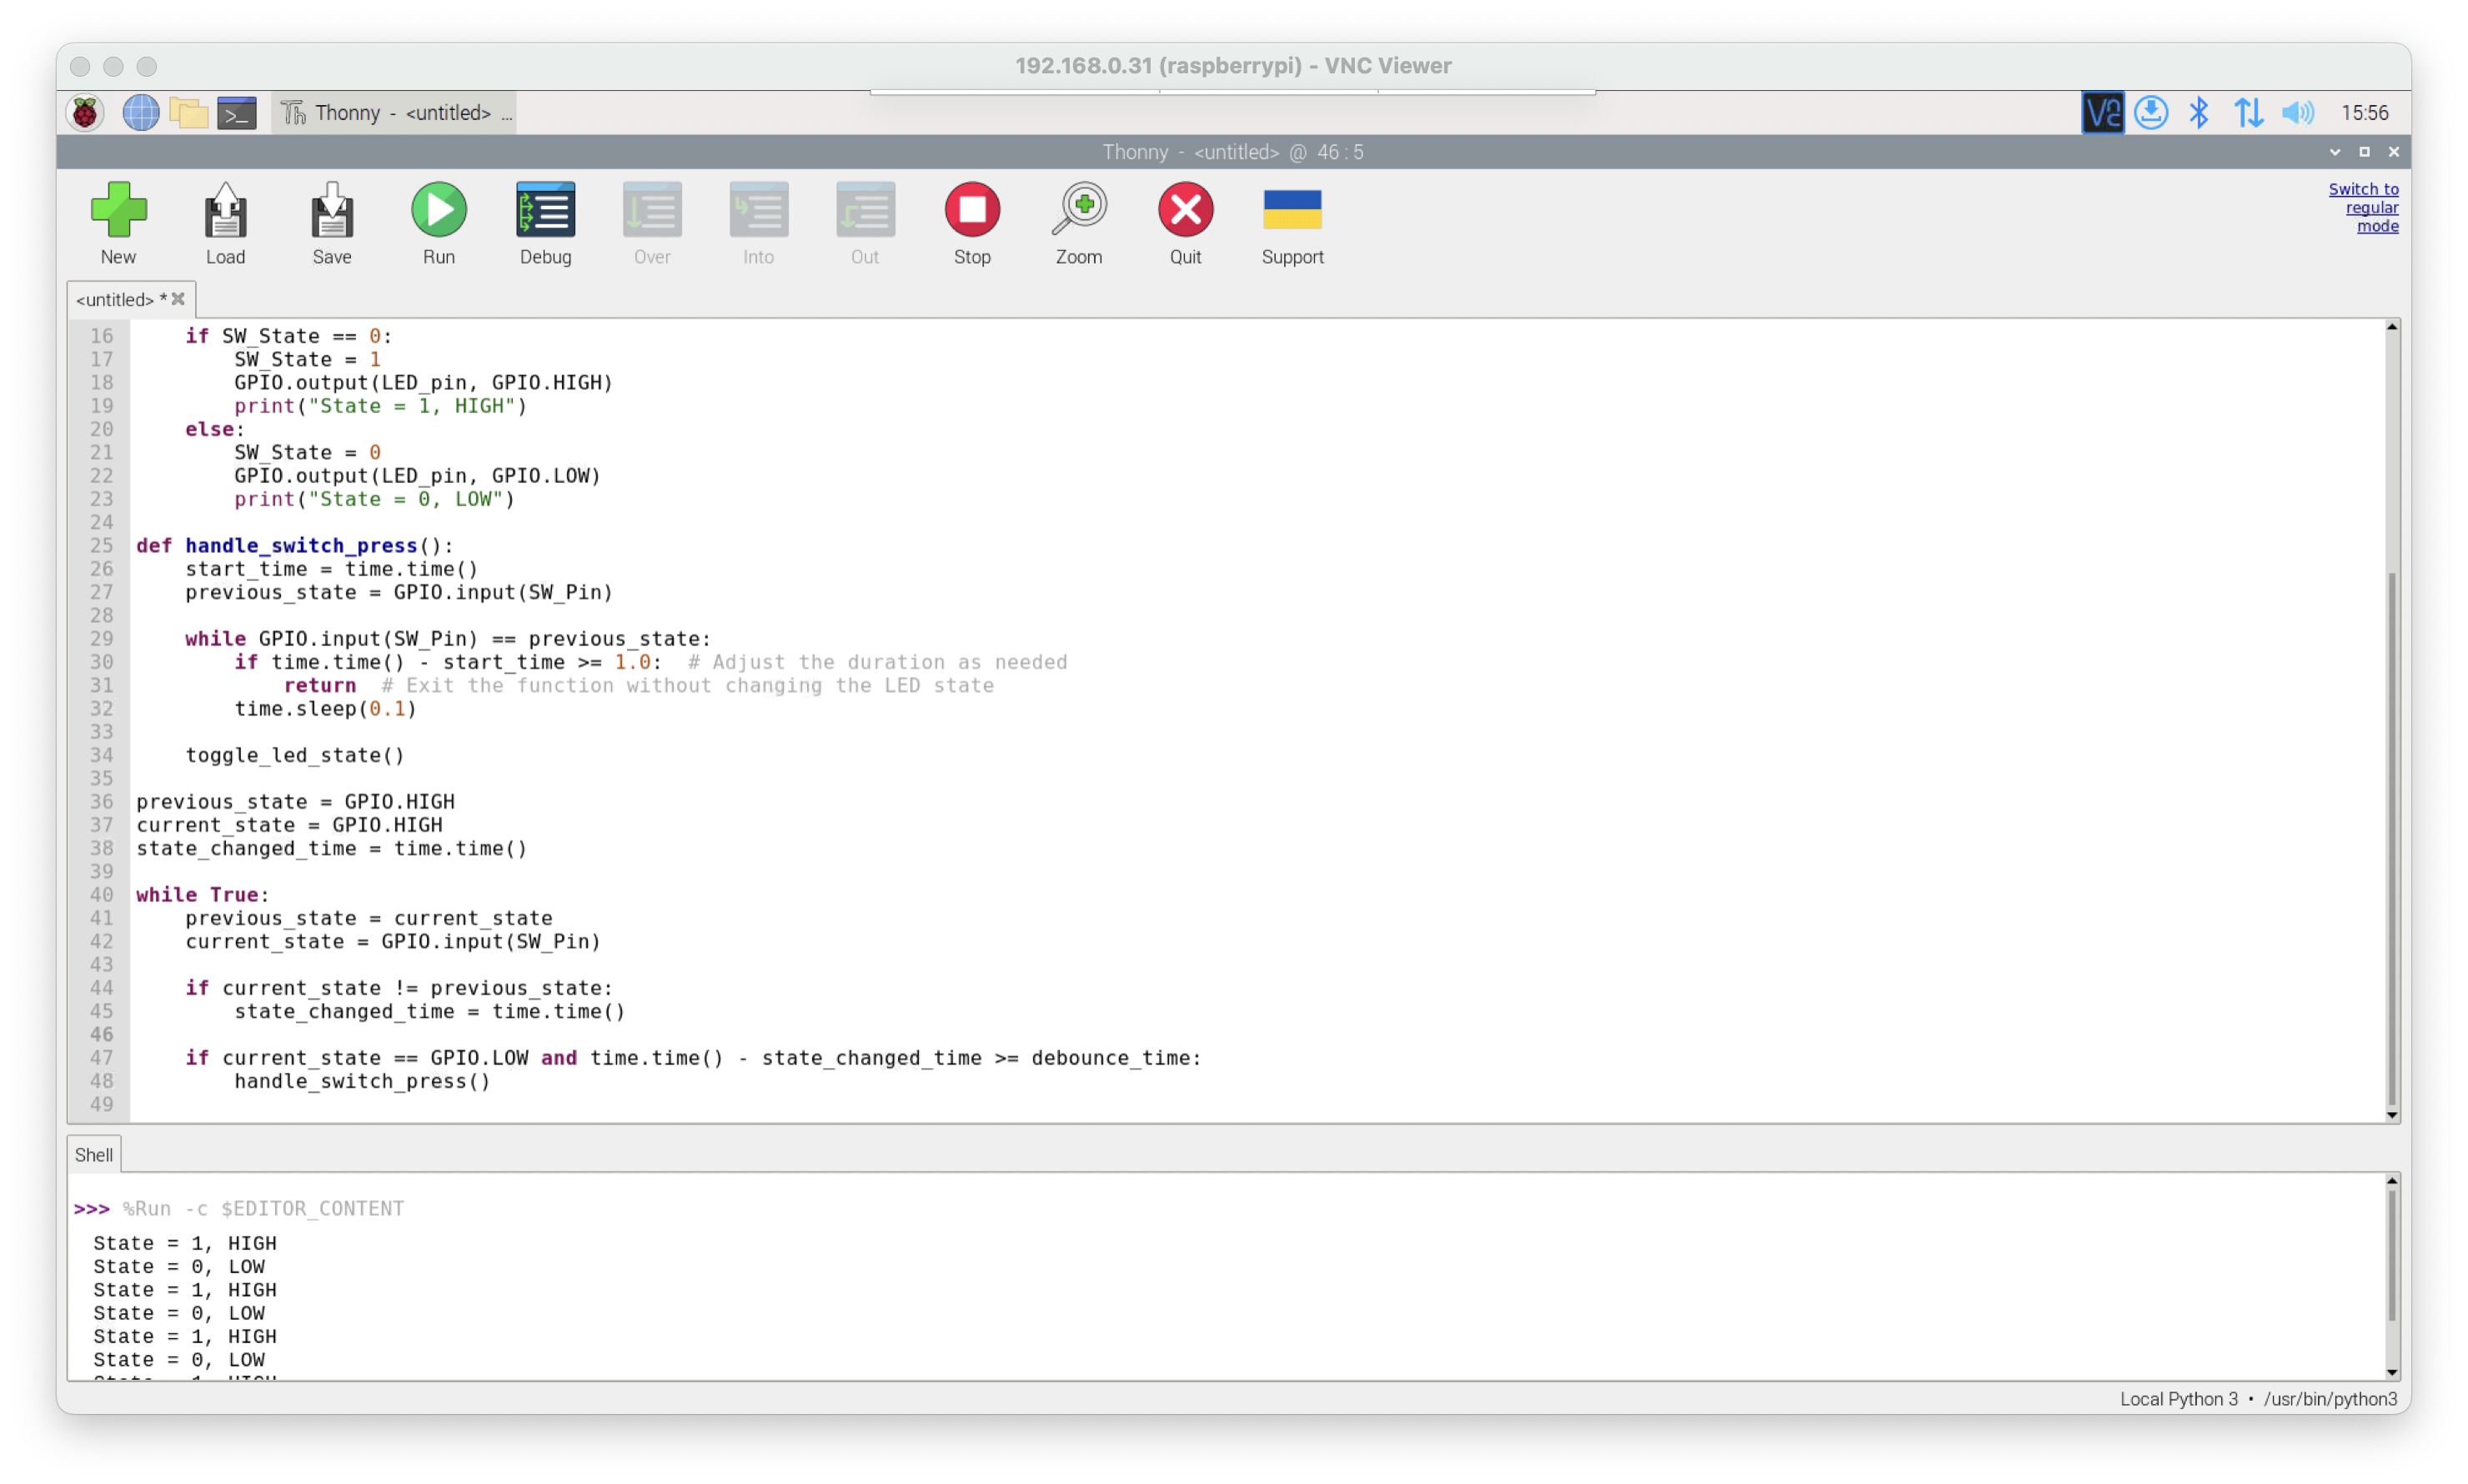 192.168.0.31 (raspberrypi) - VNC Viewer
Thonny - <untitled> ...
15:56
Thonny - <untitled> @ 46 : 5
New
Load
Save
Run
Debug
Over
Into
Out
Stop
Zoom
Quit
Support
Switch to
regular
mode
<untitled> *
16     if SW_State == 0:
17         SW_State = 1
18         GPIO.output(LED_pin, GPIO.HIGH)
19         print("State = 1, HIGH")
20     else:
21         SW_State = 0
22         GPIO.output(LED_pin, GPIO.LOW)
23         print("State = 0, LOW")
24
25 def handle_switch_press():
26     start_time = time.time()
27     previous_state = GPIO.input(SW_Pin)
28
29     while GPIO.input(SW_Pin) == previous_state:
30         if time.time() - start_time >= 1.0:  # Adjust the duration as needed
31             return  # Exit the function without changing the LED state
32         time.sleep(0.1)
33
34     toggle_led_state()
35
36 previous_state = GPIO.HIGH
37 current_state = GPIO.HIGH
38 state_changed_time = time.time()
39
40 while True:
41     previous_state = current_state
42     current_state = GPIO.input(SW_Pin)
43
44     if current_state != previous_state:
45         state_changed_time = time.time()
46
47     if current_state == GPIO.LOW and time.time() - state_changed_time >= debounce_time:
48         handle_switch_press()
49
Shell
>>> %Run -c $EDITOR_CONTENT
State = 1, HIGH
State = 0, LOW
State = 1, HIGH
State = 0, LOW
State = 1, HIGH
State = 0, LOW
Local Python 3 • /usr/bin/python3